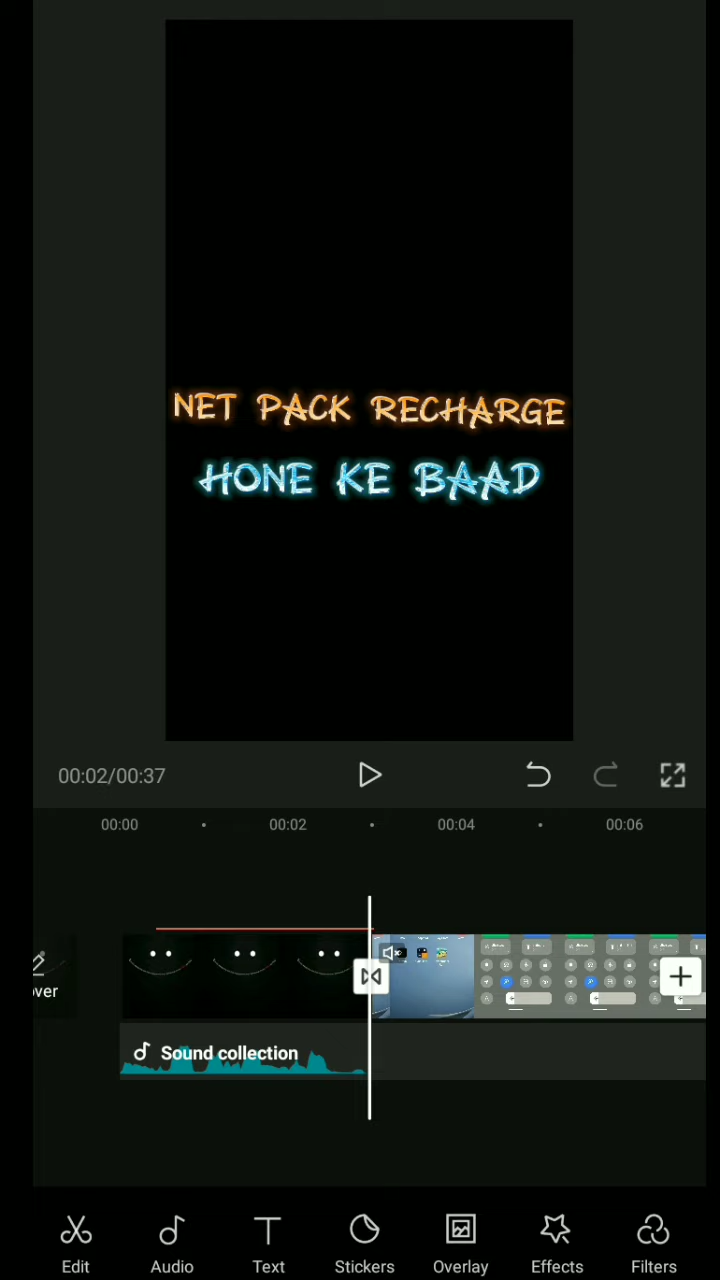 NET PACK RECHARGE
HONE KE BAAD
00:02/00:37
00:00 00:02 00:04 00:06
over
Sound collection
Edit Audio Text Stickers Overlay Effects Filters